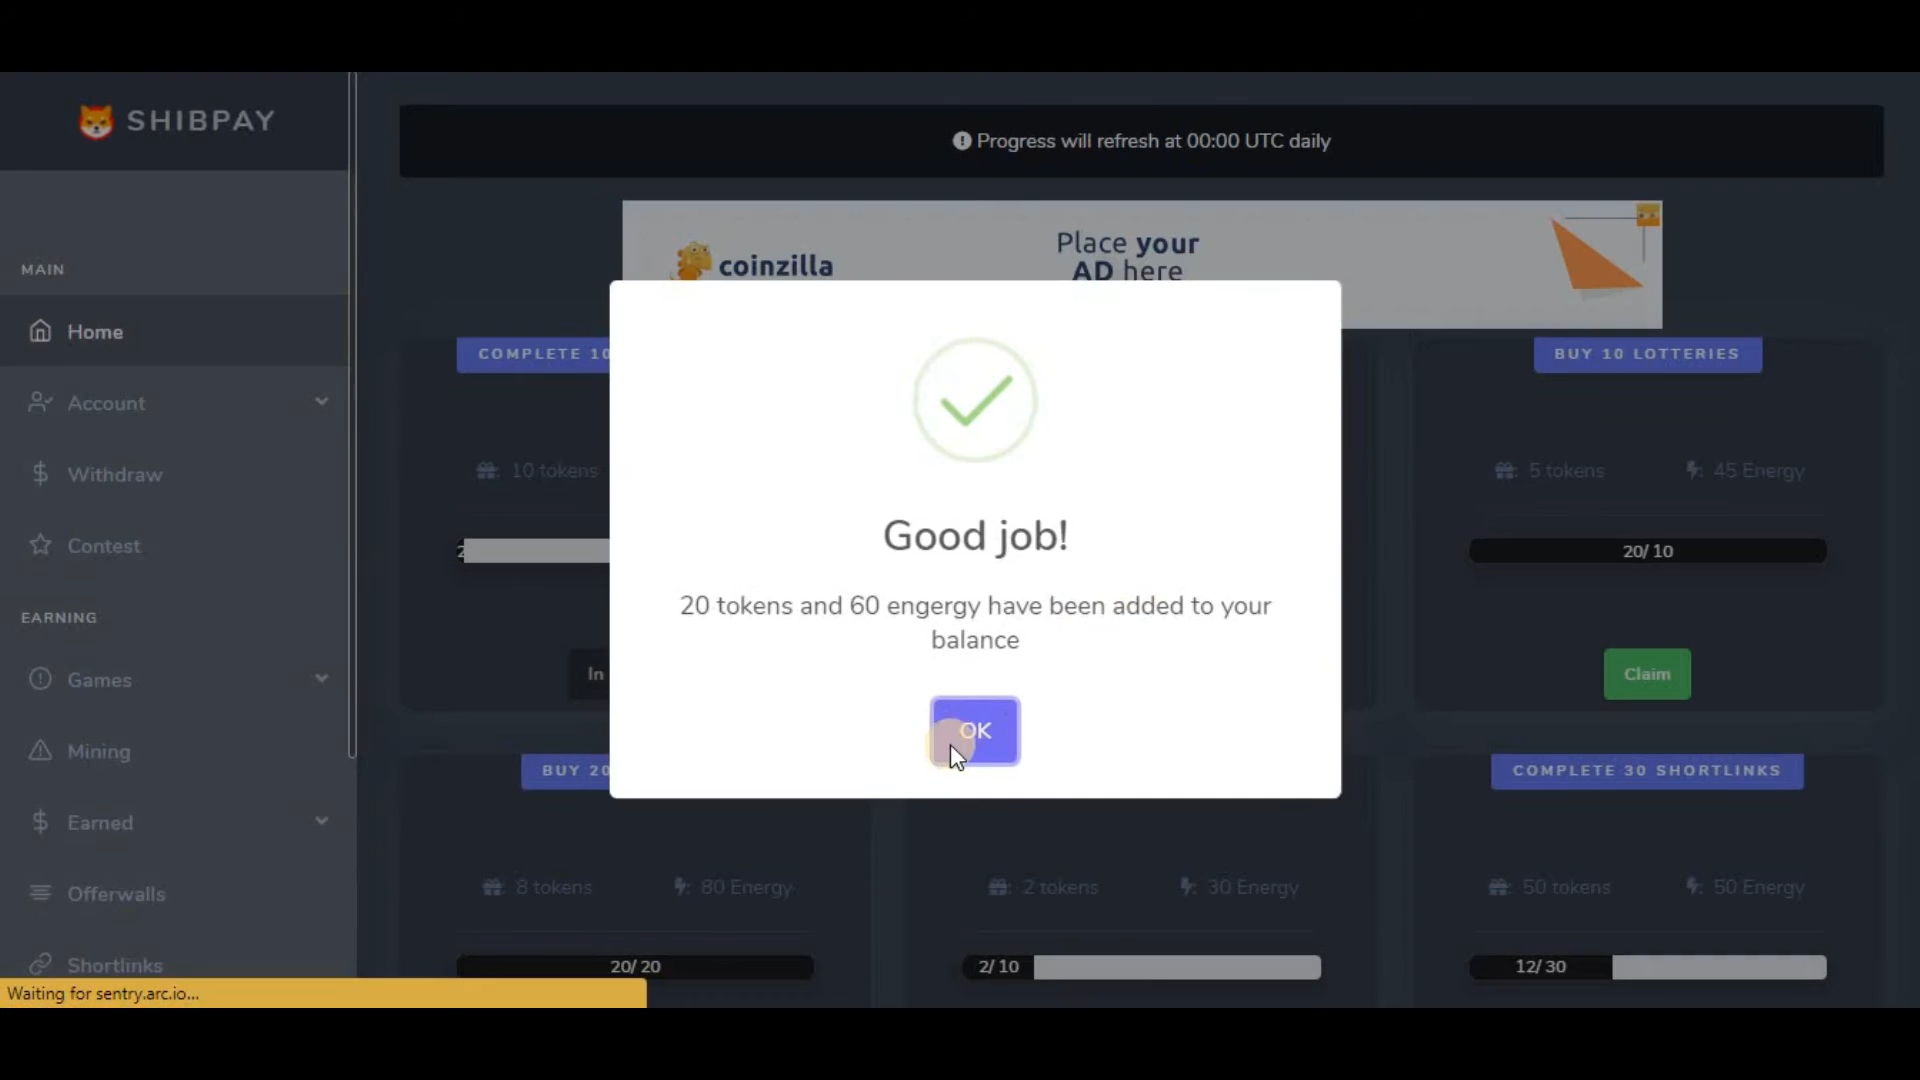 SHIBPAY
Progress will refresh at 00:00 UTC daily
coinzilla
Place your
AD here
MAIN
Home
Account
Withdraw
Contest
EARNING
Games
Mining
Earned
Offerwalls
Shortlinks
COMPLETE 10
10 tokens
2
In
Good job!
20 tokens and 60 engergy have been added to your
balance
OK
BUY 10 LOTTERIES
5 tokens
45 Energy
20/ 10
Claim
BUY 20
8 tokens
80 Energy
20/ 20
2 tokens
30 Energy
2/ 10
COMPLETE 30 SHORTLINKS
50 tokens
50 Energy
12/ 30
Waiting for sentry.arc.io...